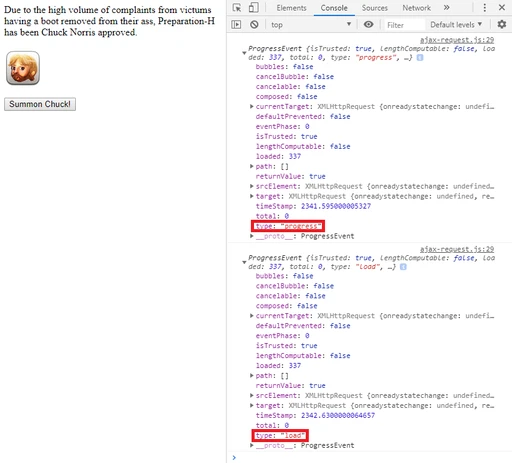 Due to the high volume of complaints from victums
having a boot removed from their ass, Preparation-H
has been Chuck Norris approved.
Summon Chuck!
Elements Console Sources Network »
top Filter Default levels ▼
ajax-request.js:29
ProgressEvent {isTrusted: true, lengthComputable: false, loa
ded: 337, total: 0, type: "progress", …}
bubbles: false
cancelBubble: false
cancelable: false
composed: false
currentTarget: XMLHttpRequest {onreadystatechange: undefi…
defaultPrevented: false
eventPhase: 0
isTrusted: true
lengthComputable: false
loaded: 337
path: []
returnValue: true
srcElement: XMLHttpRequest {onreadystatechange: undefined…
target: XMLHttpRequest {onreadystatechange: undefined, re…
timeStamp: 2341.595000005327
total: 0
type: "progress"
__proto__: ProgressEvent
ajax-request.js:29
ProgressEvent {isTrusted: true, lengthComputable: false, loa
ded: 337, total: 0, type: "load", …}
bubbles: false
cancelBubble: false
cancelable: false
composed: false
currentTarget: XMLHttpRequest {onreadystatechange: undefi…
defaultPrevented: false
eventPhase: 0
isTrusted: true
lengthComputable: false
loaded: 337
path: []
returnValue: true
srcElement: XMLHttpRequest {onreadystatechange: undefined…
target: XMLHttpRequest {onreadystatechange: undefined, re…
timeStamp: 2342.6300000064657
total: 0
type: "load"
__proto__: ProgressEvent